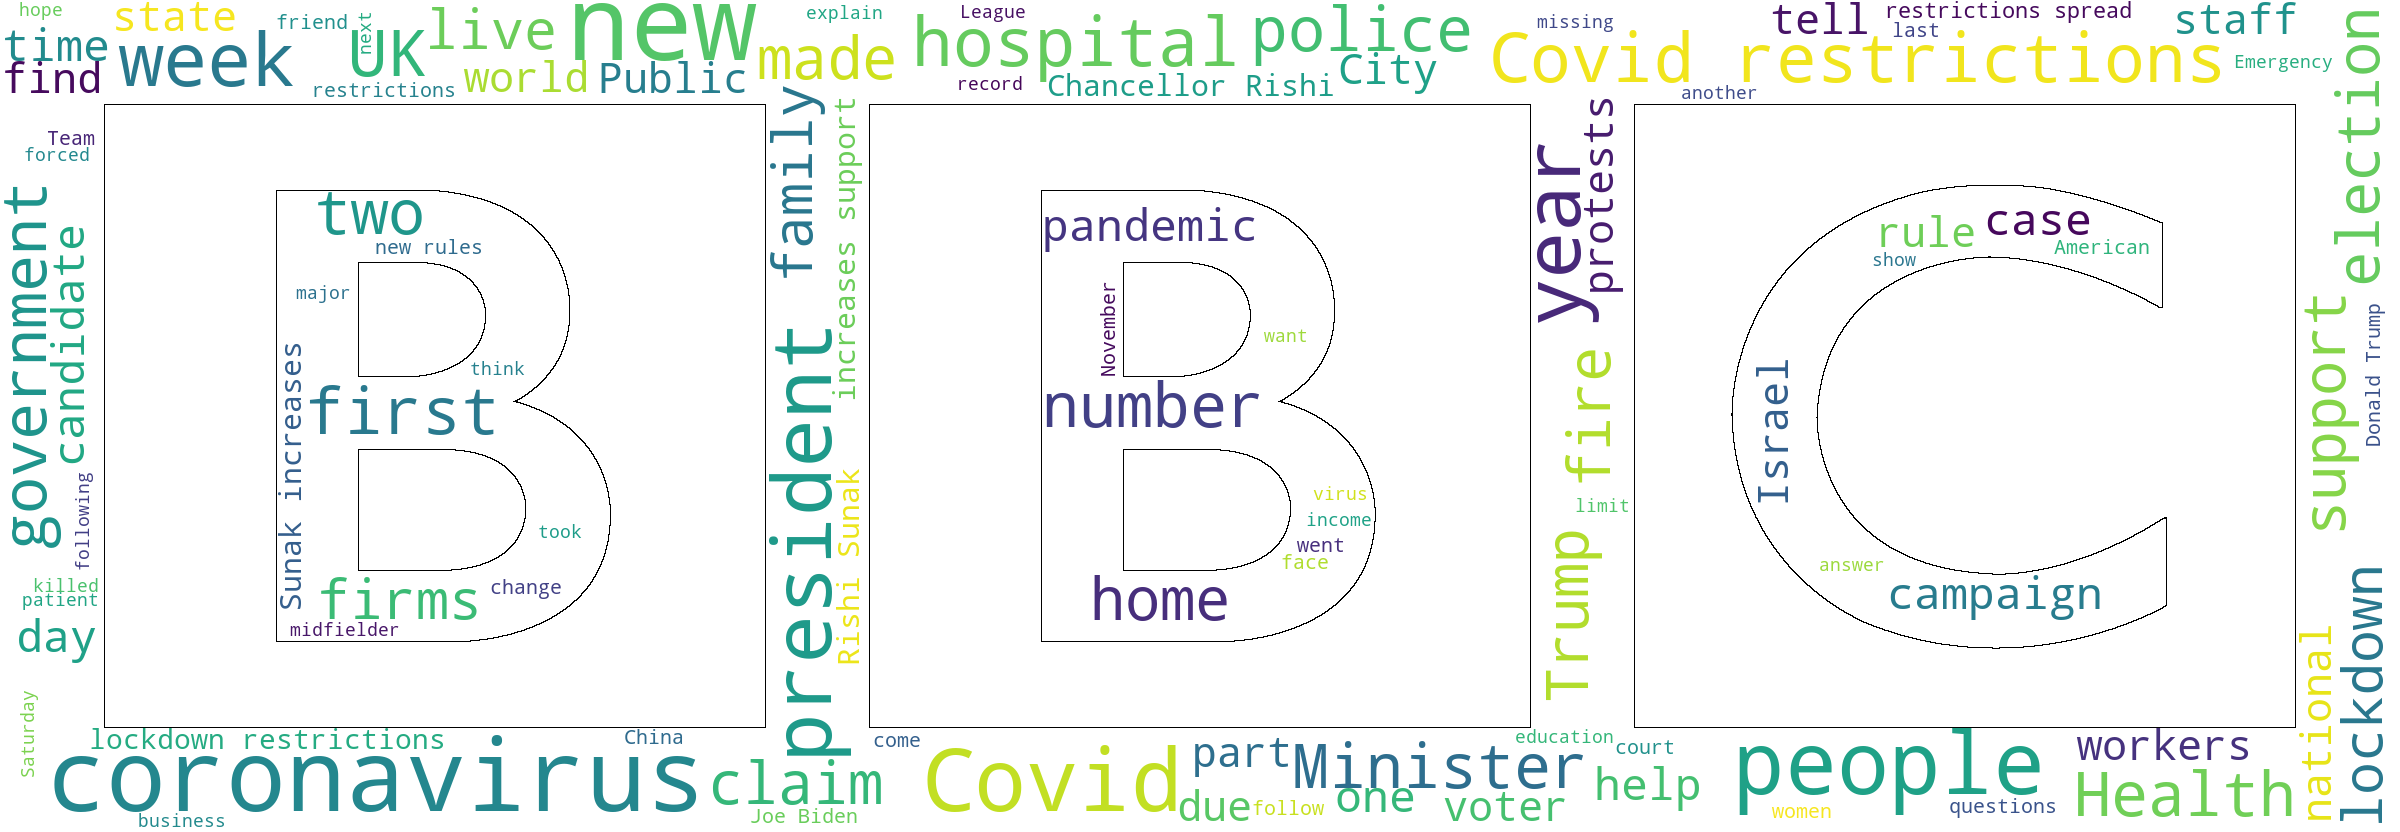 hope
state
friend
next
UK
live
new
explain
League
hospital
police
missing
tell
restrictions spread
last
staff
time
week
made
Covid restrictions
Emergency
find
restrictions
world
Public
record
Chancellor Rishi
City
another
election
Team
forced
government
candidate
following
killed
patient
day
Saturday
two
new rules
major
think
first
Sunak increases
took
firms
change
midfielder
family
increases support
president
Rishi Sunak
pandemic
November
want
number
virus
income
went
face
home
year
protests
fire
limit
Trump
rule
case
American
show
Israel
answer
campaign
support
Donald Trump
national
lockdown
lockdown restrictions
China
coronavirus
business
claim
Joe Biden
come
Covid
part
Minister
education
court
due
follow
one
voter
help
people
women
questions
workers
Health
BBC